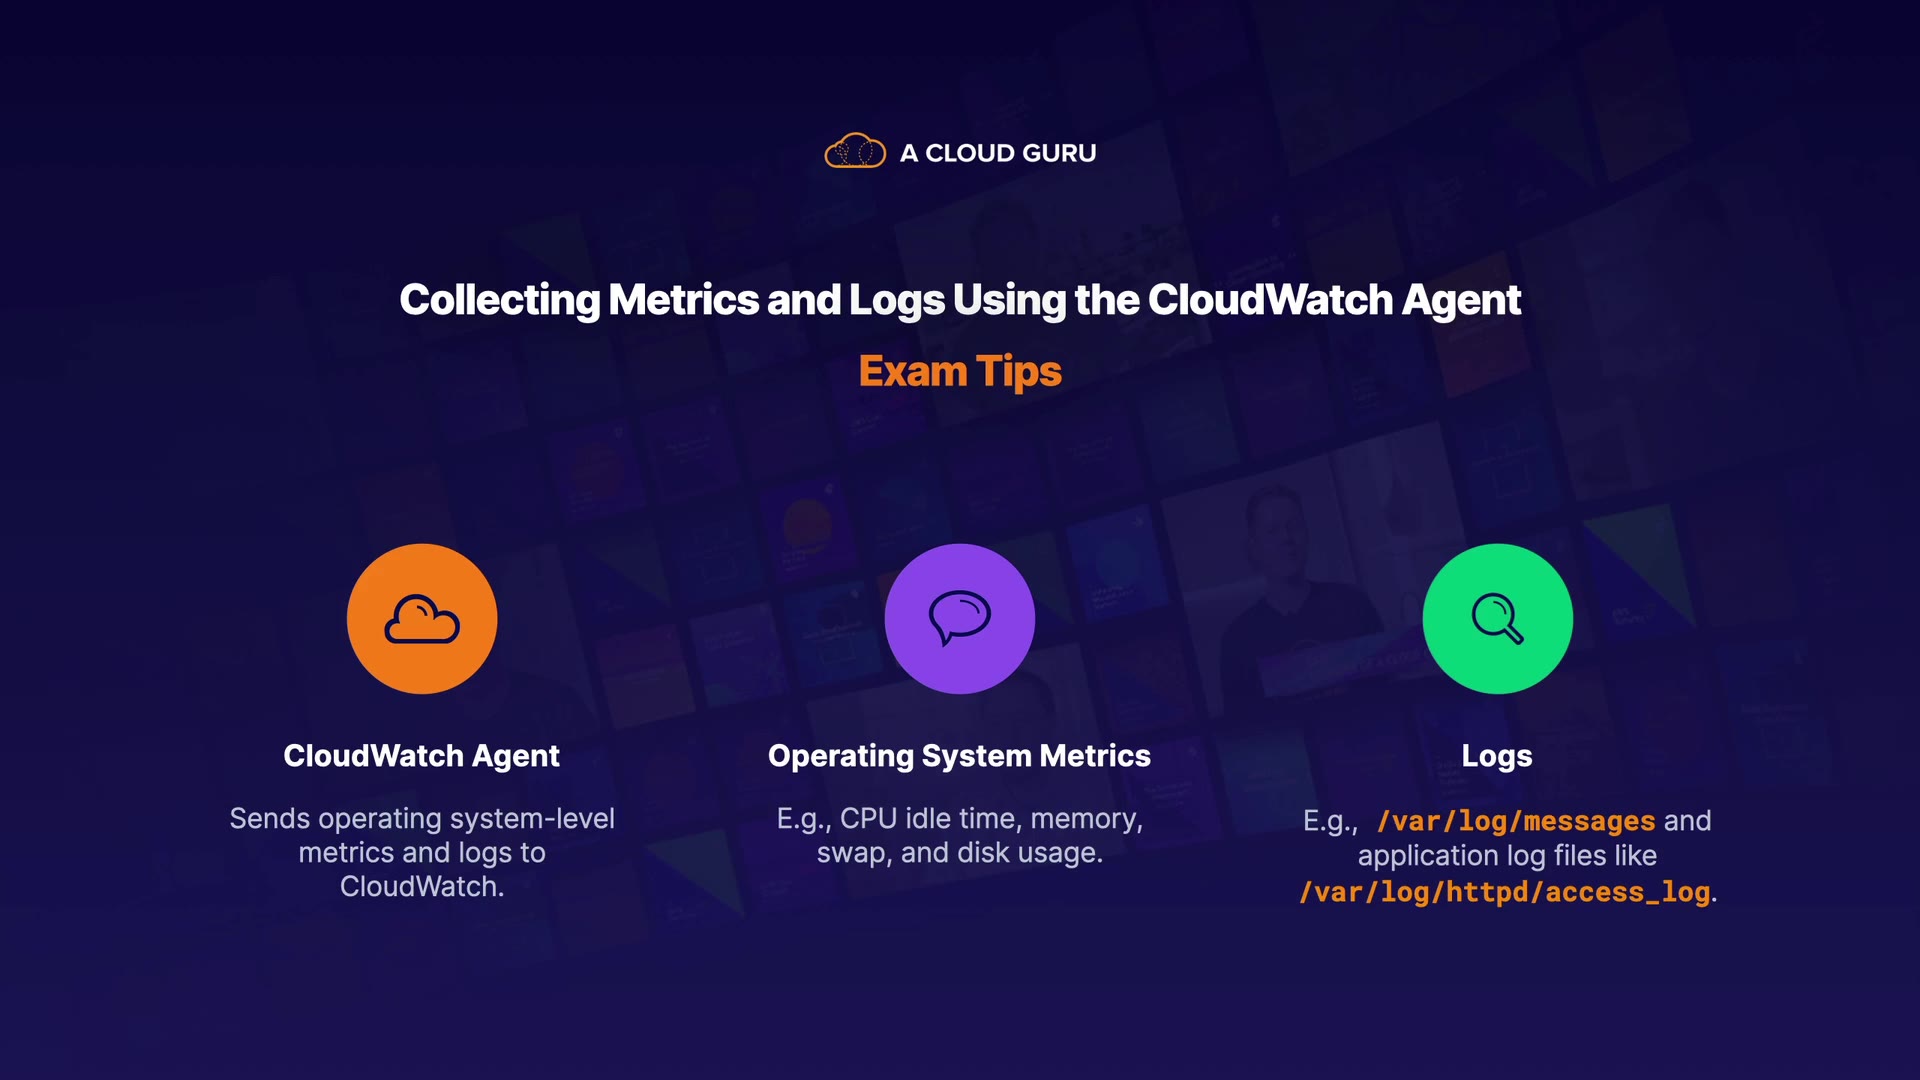 A CLOUD GURU
Collecting Metrics and Logs Using the CloudWatch Agent
Exam Tips
CloudWatch Agent
Sends operating system-level
metrics and logs to
CloudWatch.
Operating System Metrics
E.g., CPU idle time, memory,
swap, and disk usage.
Logs
E.g., /var/log/messages and
application log files like
/var/log/httpd/access_log.